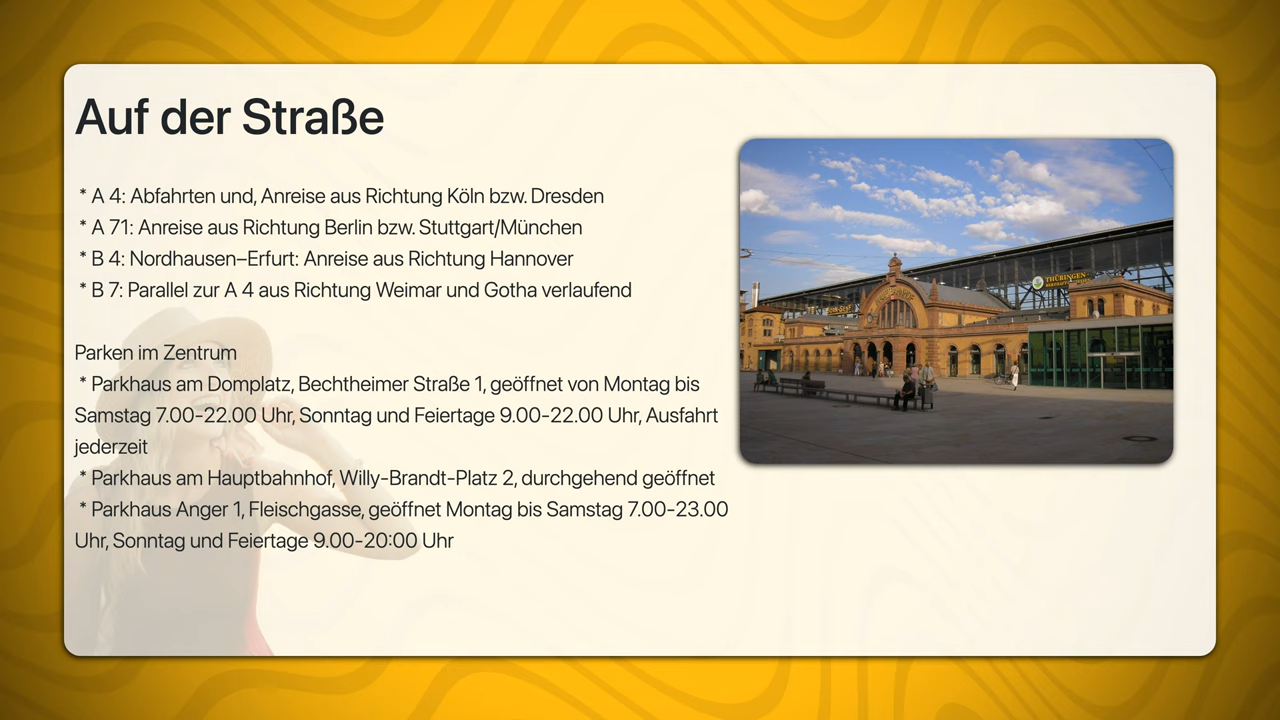 Auf der Straße
* A 4: Abfahrten und, Anreise aus Richtung Köln bzw. Dresden
* A 71: Anreise aus Richtung Berlin bzw. Stuttgart/München
* B 4: Nordhausen–Erfurt: Anreise aus Richtung Hannover
* B 7: Parallel zur A 4 aus Richtung Weimar und Gotha verlaufend
Parken im Zentrum
* Parkhaus am Domplatz, Bechtheimer Straße 1, geöffnet von Montag bis
Samstag 7.00-22.00 Uhr, Sonntag und Feiertage 9.00-22.00 Uhr, Ausfahrt
jederzeit
* Parkhaus am Hauptbahnhof, Willy-Brandt-Platz 2, durchgehend geöffnet
* Parkhaus Anger 1, Fleischgasse, geöffnet Montag bis Samstag 7.00-23.00
Uhr, Sonntag und Feiertage 9.00-20:00 Uhr
THÜRINGEN